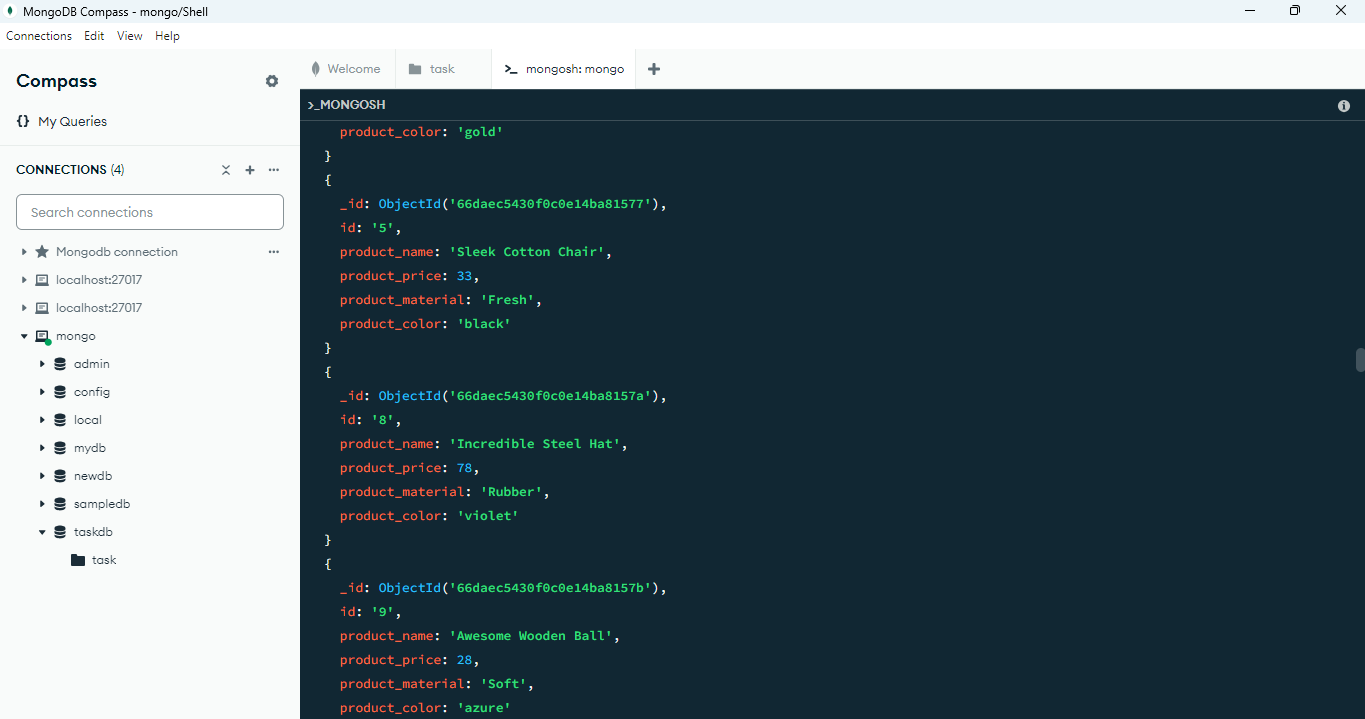 MongoDB Compass - mongo/Shell
Connections Edit View Help
Compass
{} My Queries
CONNECTIONS (4)
Search connections
Mongodb connection
localhost:27017
localhost:27017
mongo
admin
config
local
mydb
newdb
sampledb
taskdb
task
Welcome task >_ mongosh: mongo
>_MONGOSH
product_color: 'gold'
}
{
_id: ObjectId('66daec5430f0c0e14ba81577'),
id: '5',
product_name: 'Sleek Cotton Chair',
product_price: 33,
product_material: 'Fresh',
product_color: 'black'
}
{
_id: ObjectId('66daec5430f0c0e14ba8157a'),
id: '8',
product_name: 'Incredible Steel Hat',
product_price: 78,
product_material: 'Rubber',
product_color: 'violet'
}
{
_id: ObjectId('66daec5430f0c0e14ba8157b'),
id: '9',
product_name: 'Awesome Wooden Ball',
product_price: 28,
product_material: 'Soft',
product_color: 'azure'